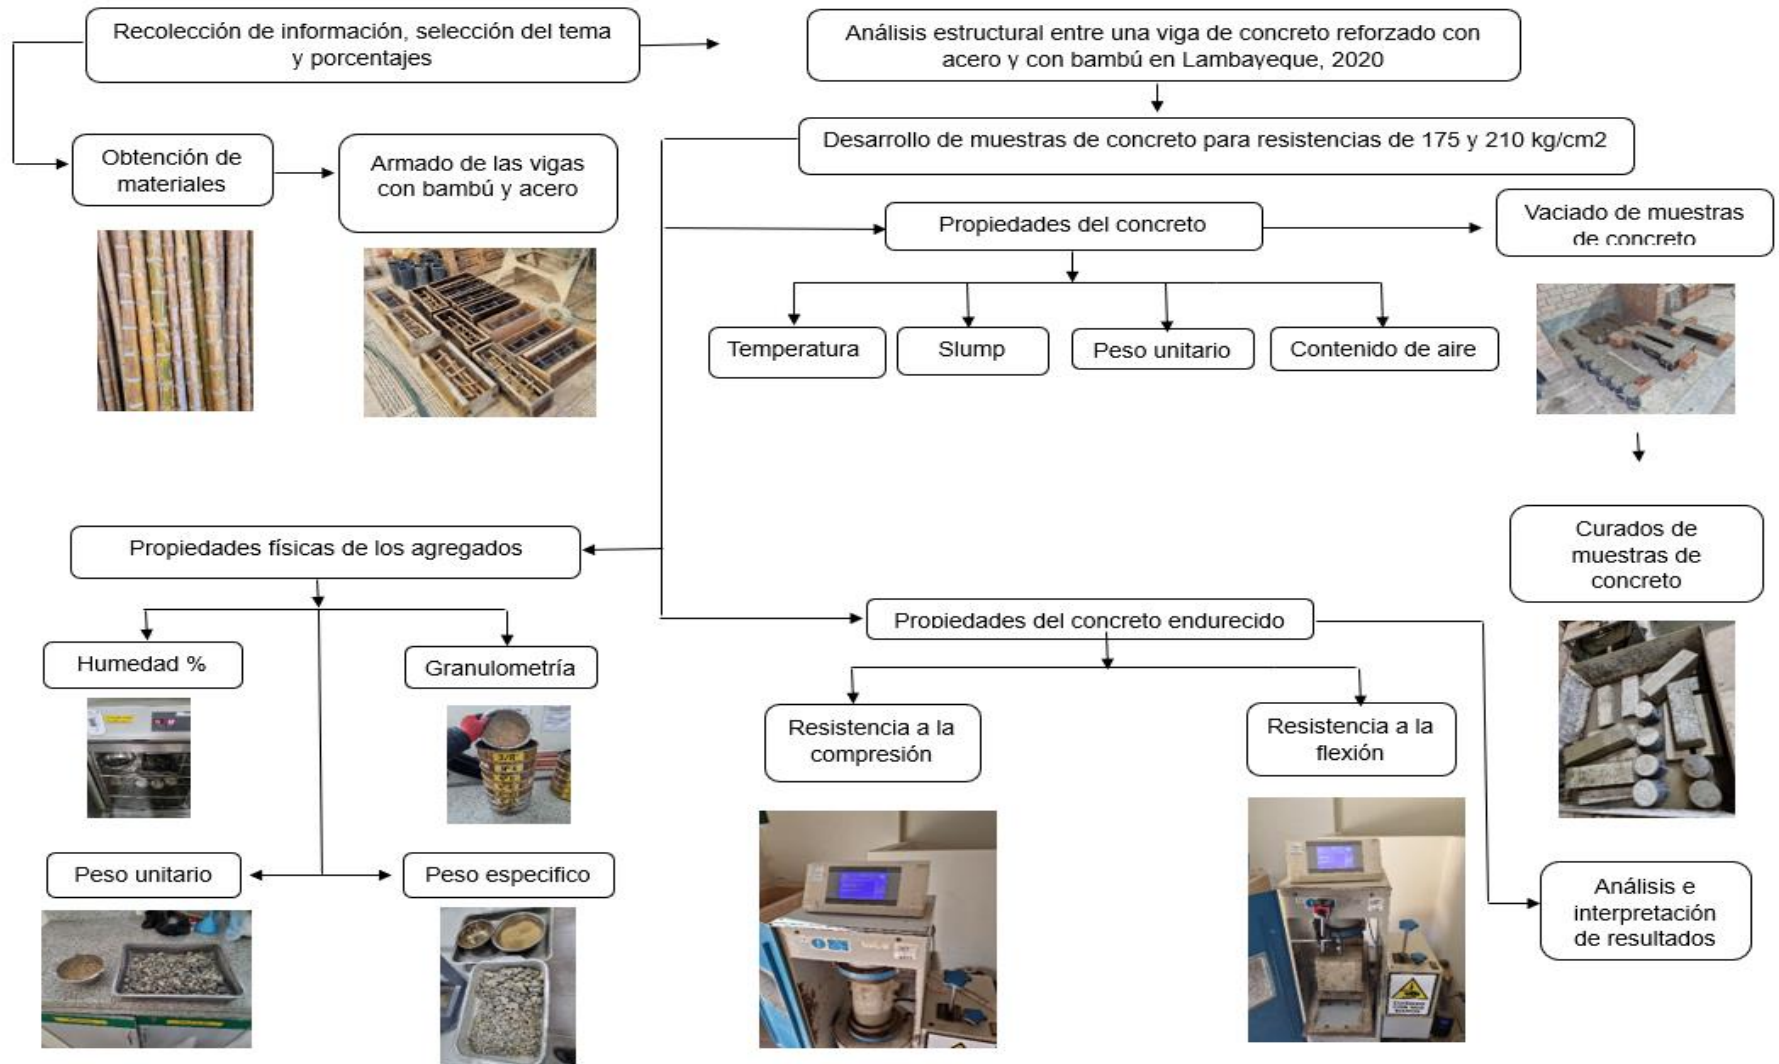 Recolección de información, selección del tema
y porcentajes
Análisis estructural entre una viga de concreto reforzado con
acero y con bambú en Lambayeque, 2020
Obtención de
materiales
Armado de las vigas
con bambú y acero
Desarrollo de muestras de concreto para resistencias de 175 y 210 kg/cm2
Propiedades del concreto
Vaciado de muestras
de concreto
Temperatura
Slump
Peso unitario
Contenido de aire
Curados de
muestras de
concreto
Propiedades físicas de los agregados
Humedad %
Granulometría
3/8"
Peso unitario
Peso especifico
Propiedades del concreto endurecido
Resistencia a la
compresión
Resistencia a la
flexión
Análisis e
interpretación
de resultados